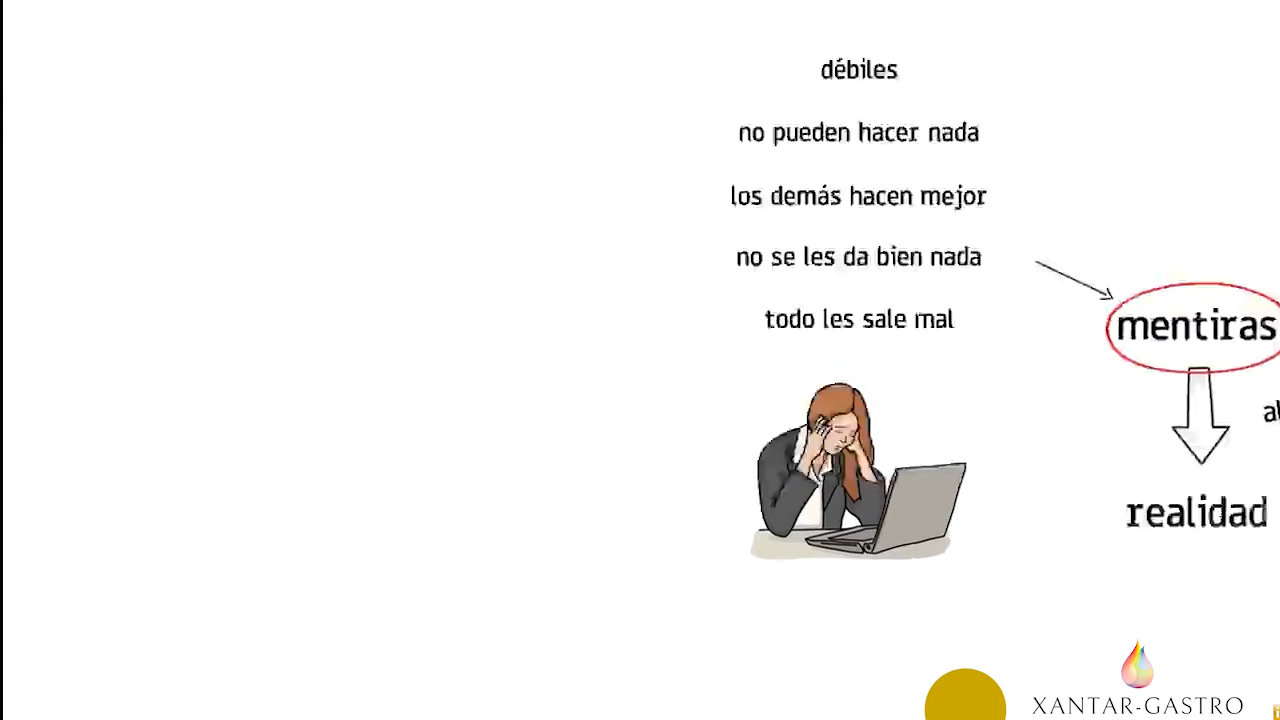 débiles
no pueden hacer nada
los demás hacen mejor
no se les da bien nada
todo les sale mal
mentiras
realidad
XANTAR-GASTRO